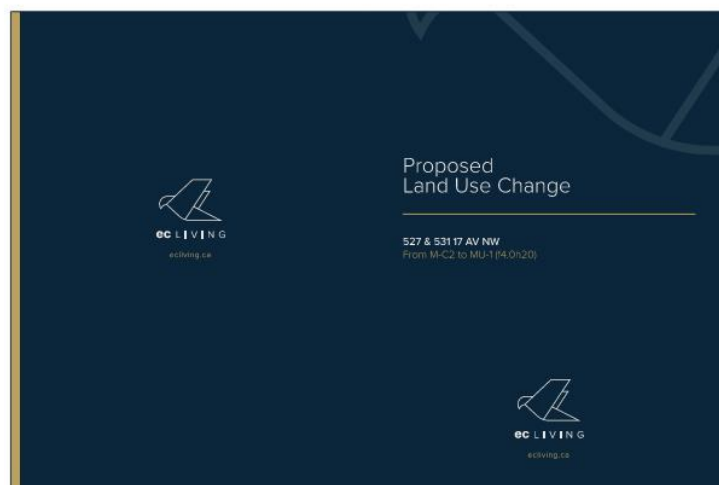 ec LIVING
ecliving.ca
Proposed
Land Use Change
527 & 531 17 AV NW
From M-C2 to MU-1 (f4.0h20)
ec LIVING
ecliving.ca